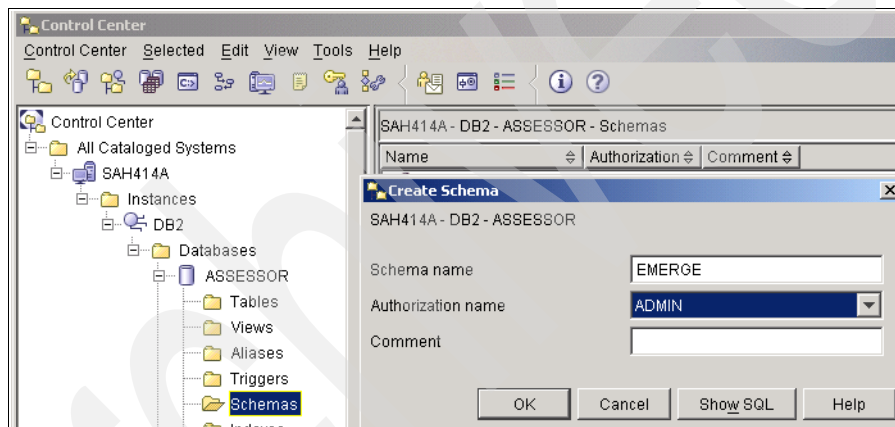 Control Center
Control Center Selected Edit View Tools Help
Control Center
All Cataloged Systems
SAH414A
Instances
DB2
Databases
ASSESSOR
Tables
Views
Aliases
Triggers
Schemas
SAH414A - DB2 - ASSESSOR - Schemas
Name Authorization Comment
Create Schema
SAH414A - DB2 - ASSESSOR
Schema name EMERGE
Authorization name ADMIN
Comment
OK Cancel Show SQL Help